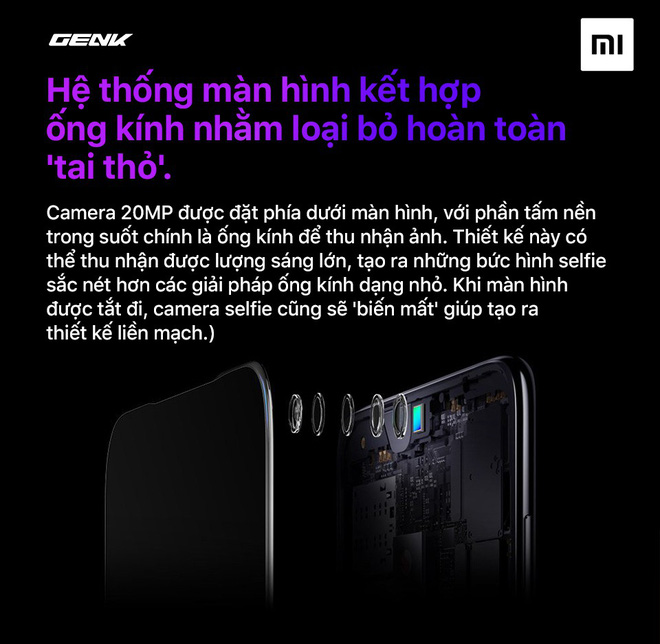 GENK
MI
Hệ thống màn hình kết hợp
ống kính nhằm loại bỏ hoàn toàn
'tai thỏ'.
Camera 20MP được đặt phía dưới màn hình, với phần tấm nền
trong suốt chính là ống kính để thu nhận ảnh. Thiết kế này có
thể thu nhận được lượng sáng lớn, tạo ra những bức hình selfie
sắc nét hơn các giải pháp ống kính dạng nhỏ. Khi màn hình
được tắt đi, camera selfie cũng sẽ 'biến mất' giúp tạo ra
thiết kế liền mạch.)